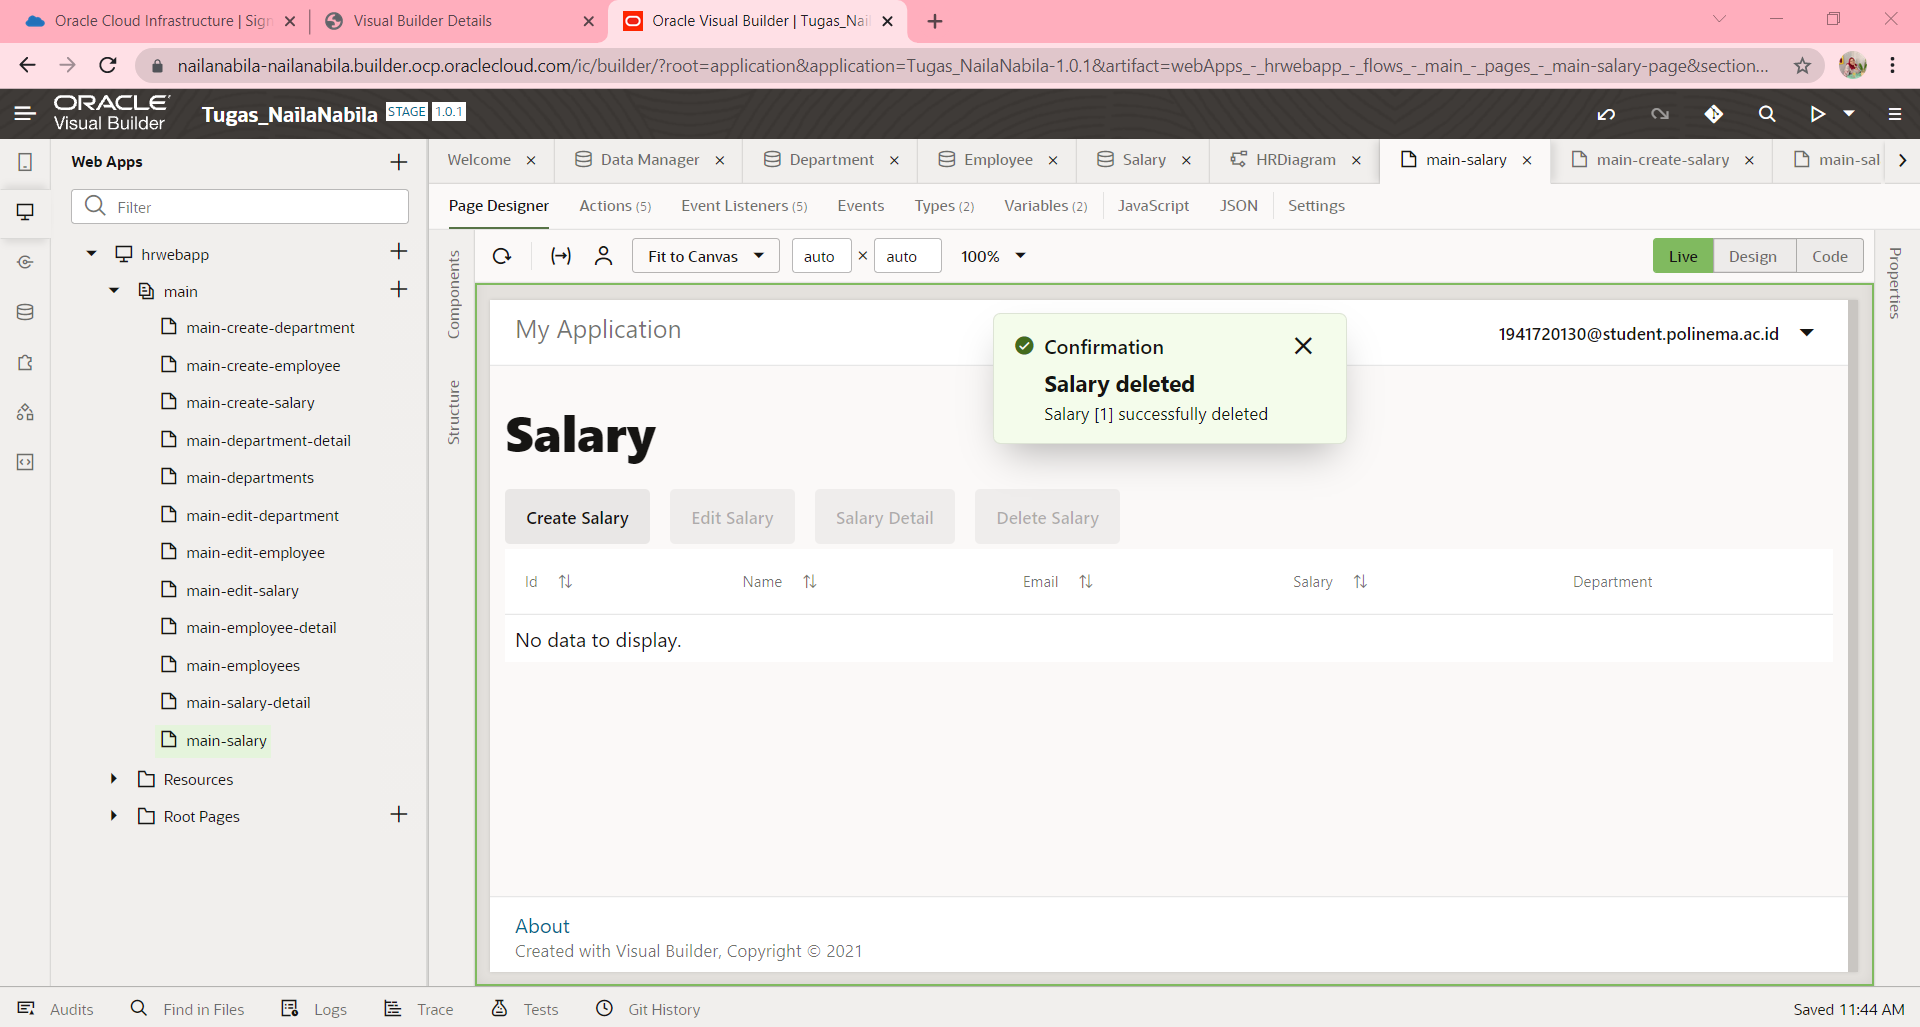 Oracle Cloud Infrastructure | Sign
Visual Builder Details
Oracle Visual Builder | Tugas_Nail
nailanabila-nailanabila.builder.ocp.oraclecloud.com/ic/builder/?root=application&application=Tugas_NailaNabila-1.0.1&artifact=webApps_-_hrwebapp_-_flows_-_main_-_pages_-_main-salary-page&section...
ORACLE
Visual Builder
Tugas_NailaNabila STAGE 1.0.1
Web Apps
Filter
hrwebapp
main
main-create-department
main-create-employee
main-create-salary
main-department-detail
main-departments
main-edit-department
main-edit-employee
main-edit-salary
main-employee-detail
main-employees
main-salary-detail
main-salary
Resources
Root Pages
Welcome
Data Manager
Department
Employee
Salary
HRDiagram
main-salary
main-create-salary
main-sal
Page Designer
Actions (5)
Event Listeners (5)
Events
Types (2)
Variables (2)
JavaScript
JSON
Settings
Components
Structure
Fit to Canvas
auto × auto
100%
Live
Design
Code
Properties
My Application
1941720130@student.polinema.ac.id
Confirmation
Salary deleted
Salary [1] successfully deleted
Salary
Create Salary
Edit Salary
Salary Detail
Delete Salary
Id
Name
Email
Salary
Department
No data to display.
About
Created with Visual Builder, Copyright © 2021
Audits
Find in Files
Logs
Trace
Tests
Git History
Saved 11:44 AM